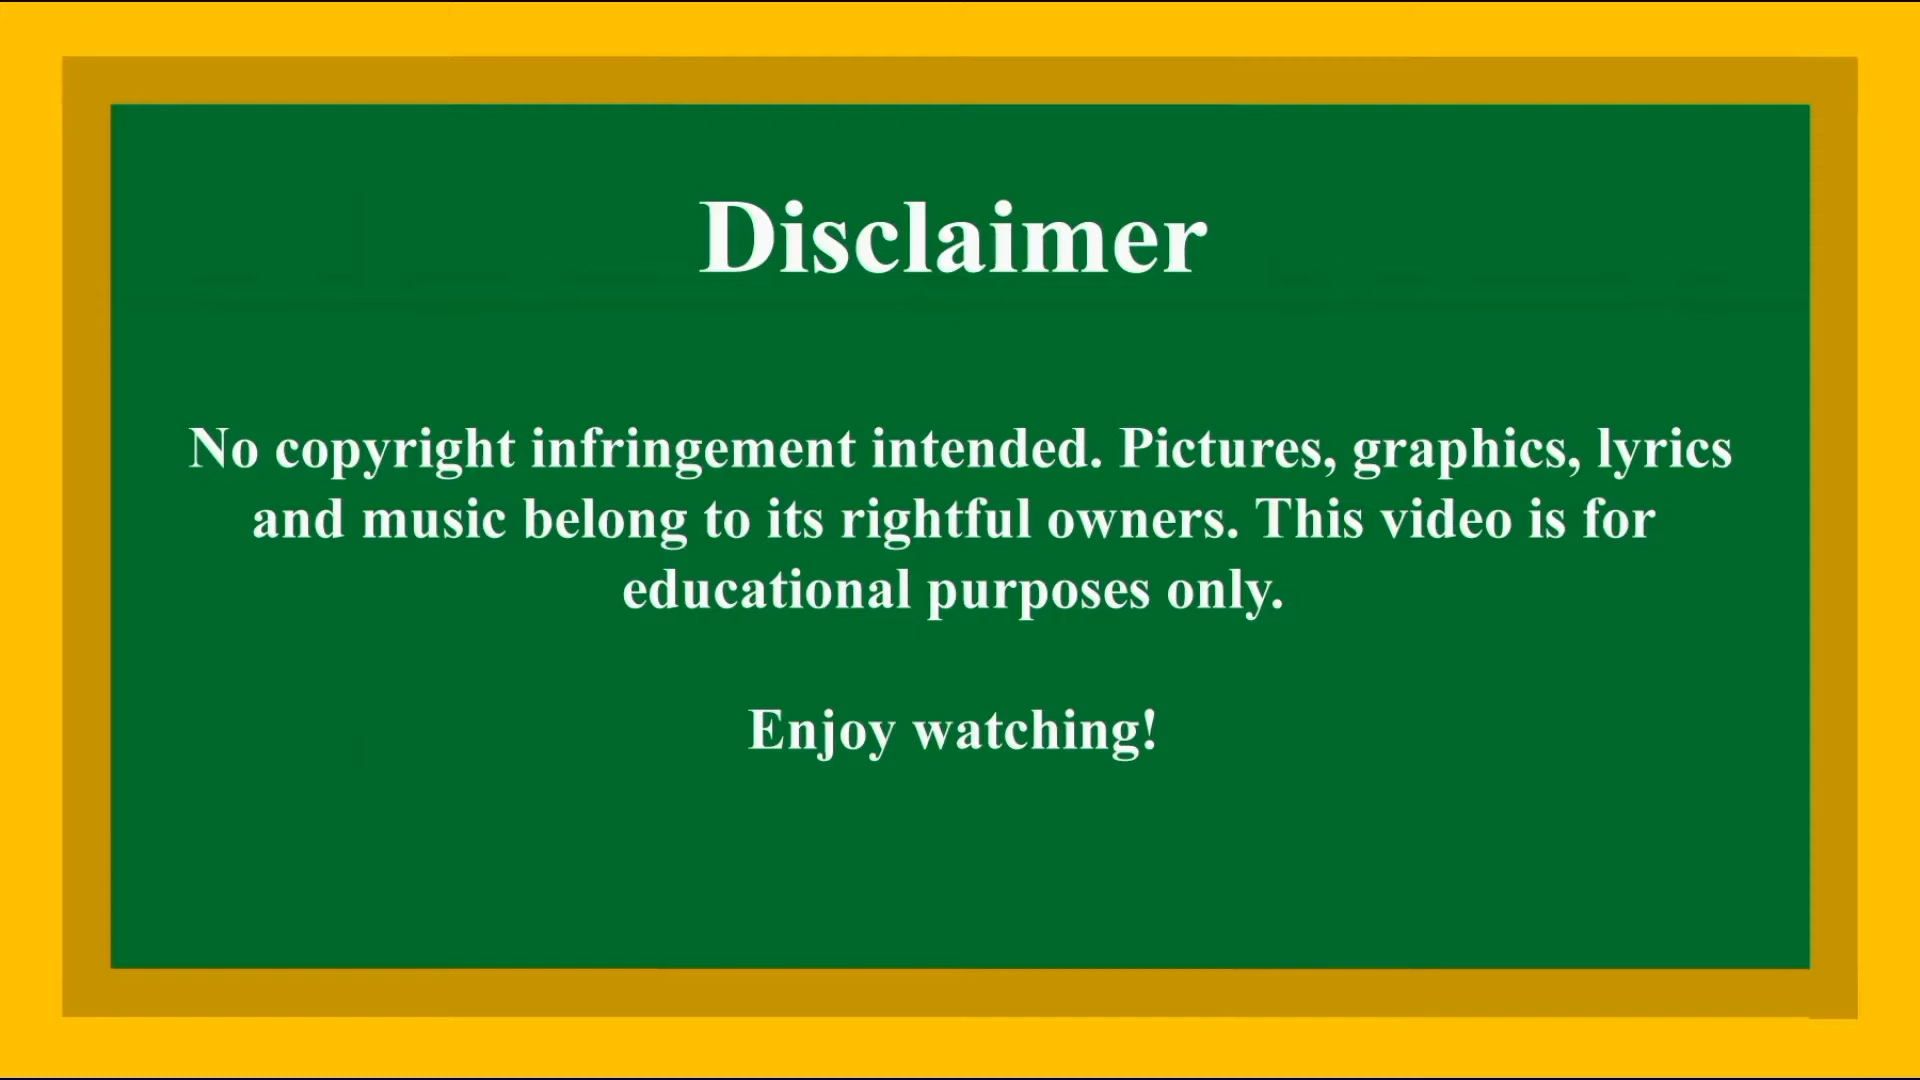 Disclaimer
No copyright infringement intended. Pictures, graphics, lyrics
and music belong to its rightful owners. This video is for
educational purposes only.
Enjoy watching!